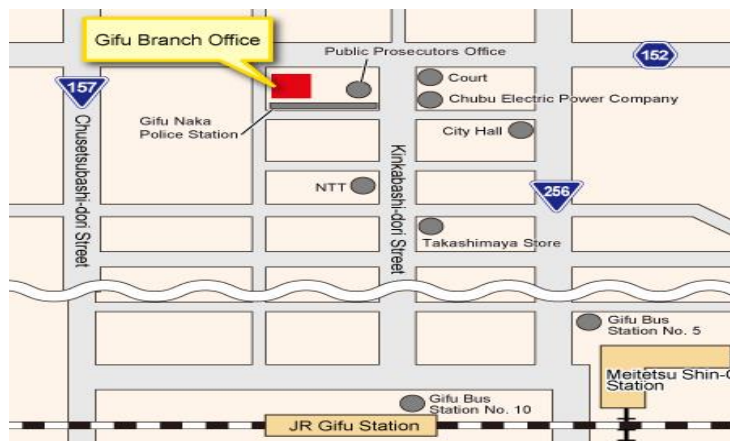 Gifu Branch Office
Public Prosecutors Office
152
157
Court
Chubu Electric Power Company
Gifu Naka
Police Station
City Hall
Chusetsubashi-dori Street
Kinkabashi-dori Street
NTT
256
Takashimaya Store
Gifu Bus
Station No. 5
Meitetsu Shin-G
Station
Gifu Bus
Station No. 10
JR Gifu Station